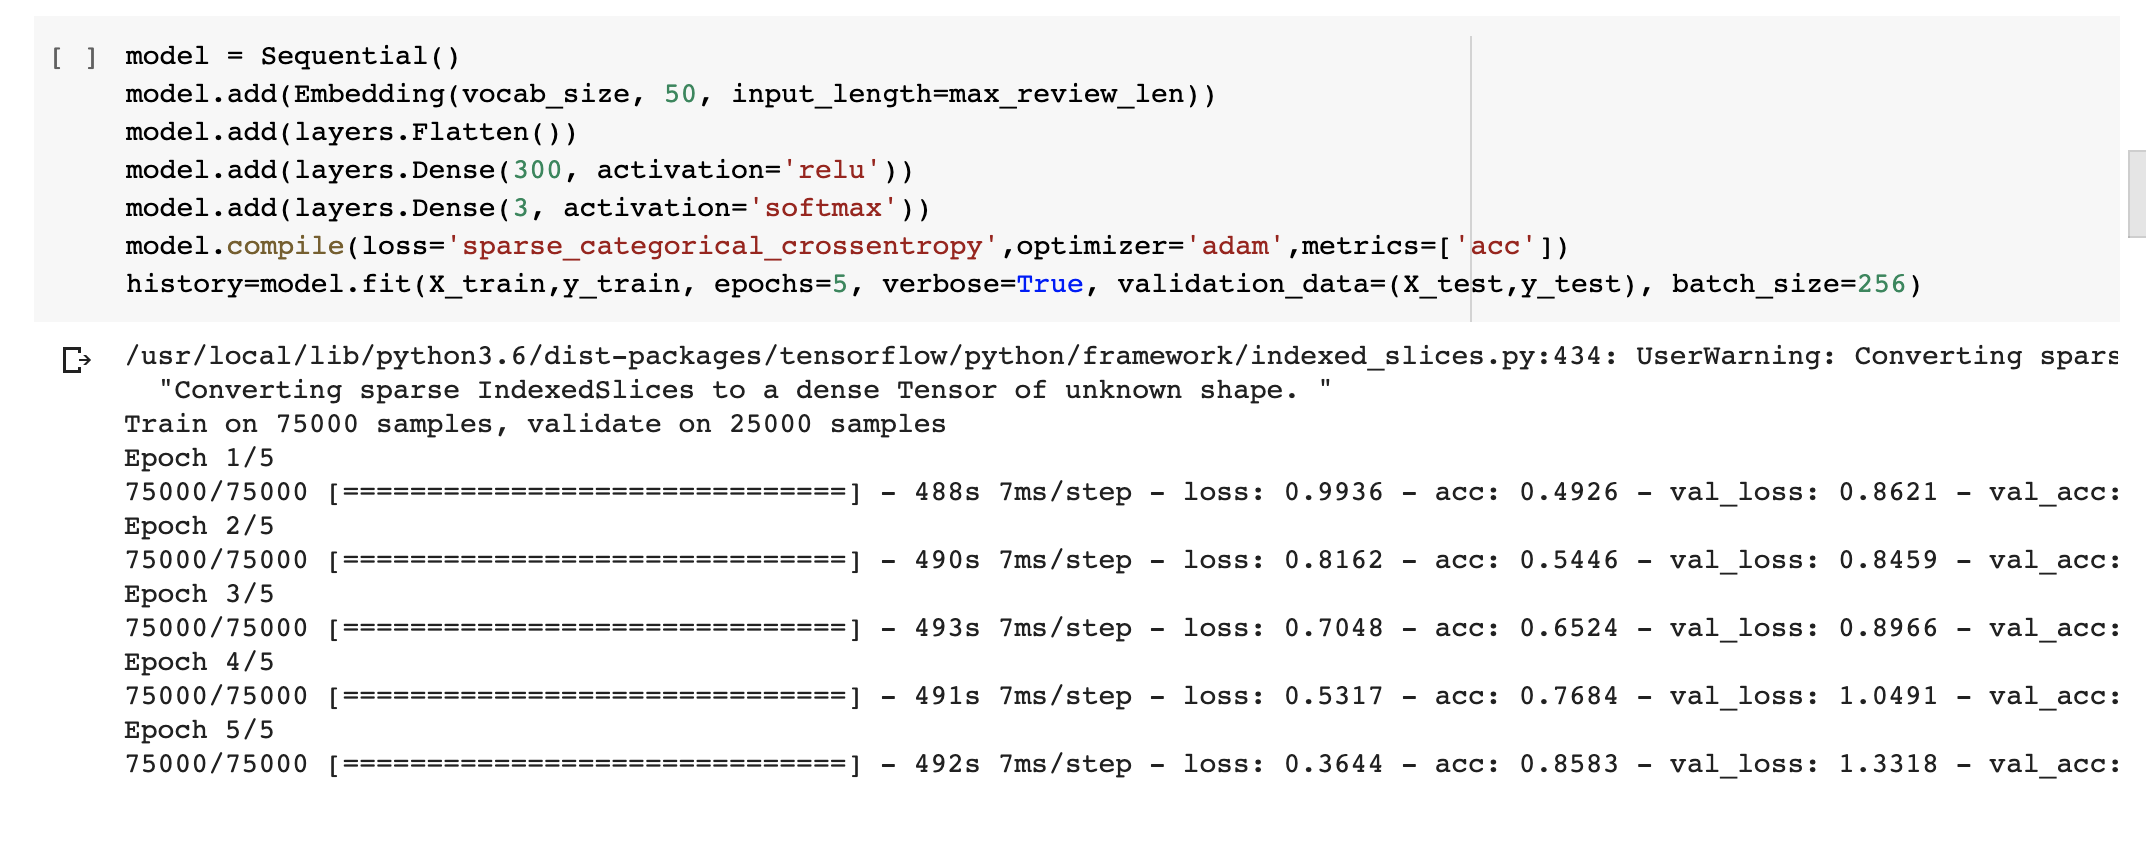 [ ] model = Sequential()
model.add(Embedding(vocab_size, 50, input_length=max_review_len))
model.add(layers.Flatten())
model.add(layers.Dense(300, activation='relu'))
model.add(layers.Dense(3, activation='softmax'))
model.compile(loss='sparse_categorical_crossentropy',optimizer='adam',metrics=['acc'])
history=model.fit(X_train,y_train, epochs=5, verbose=True, validation_data=(X_test,y_test), batch_size=256)
/usr/local/lib/python3.6/dist-packages/tensorflow/python/framework/indexed_slices.py:434: UserWarning: Converting spars
  "Converting sparse IndexedSlices to a dense Tensor of unknown shape. "
Train on 75000 samples, validate on 25000 samples
Epoch 1/5
75000/75000 [==============================] - 488s 7ms/step - loss: 0.9936 - acc: 0.4926 - val_loss: 0.8621 - val_acc:
Epoch 2/5
75000/75000 [==============================] - 490s 7ms/step - loss: 0.8162 - acc: 0.5446 - val_loss: 0.8459 - val_acc:
Epoch 3/5
75000/75000 [==============================] - 493s 7ms/step - loss: 0.7048 - acc: 0.6524 - val_loss: 0.8966 - val_acc:
Epoch 4/5
75000/75000 [==============================] - 491s 7ms/step - loss: 0.5317 - acc: 0.7684 - val_loss: 1.0491 - val_acc:
Epoch 5/5
75000/75000 [==============================] - 492s 7ms/step - loss: 0.3644 - acc: 0.8583 - val_loss: 1.3318 - val_acc: